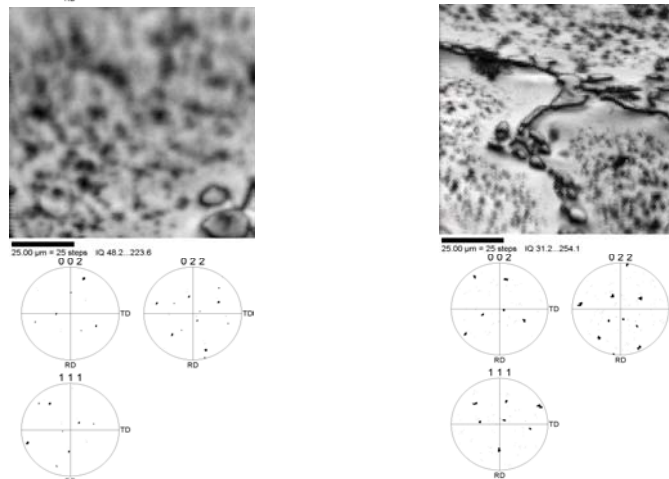 25.00 µm = 25 steps IQ 48.2...223.6
0 0 2
0 2 2
TD
TD
RD
RD
1 1 1
TD
25.00 µm = 25 steps IQ 31.2...254.1
0 0 2
0 2 2
TD
TD
RD
RD
1 1 1
TD
RD